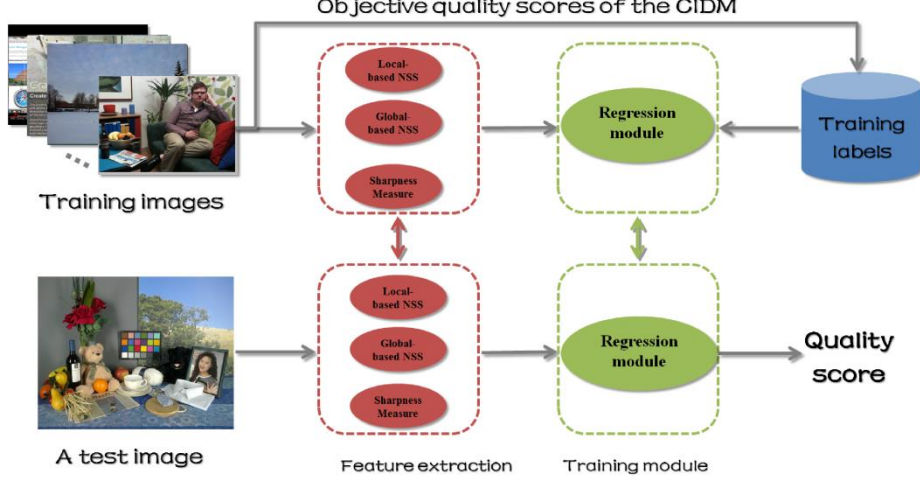 Objective quality scores of the CIDM
Create
Local-
based NSS
Global-
based NSS
Sharpness
Measure
Regression
module
Training
labels
Training images
Local-
based NSS
Global-
based NSS
Sharpness
Measure
Regression
module
Quality
score
A test image
Feature extraction
Training module